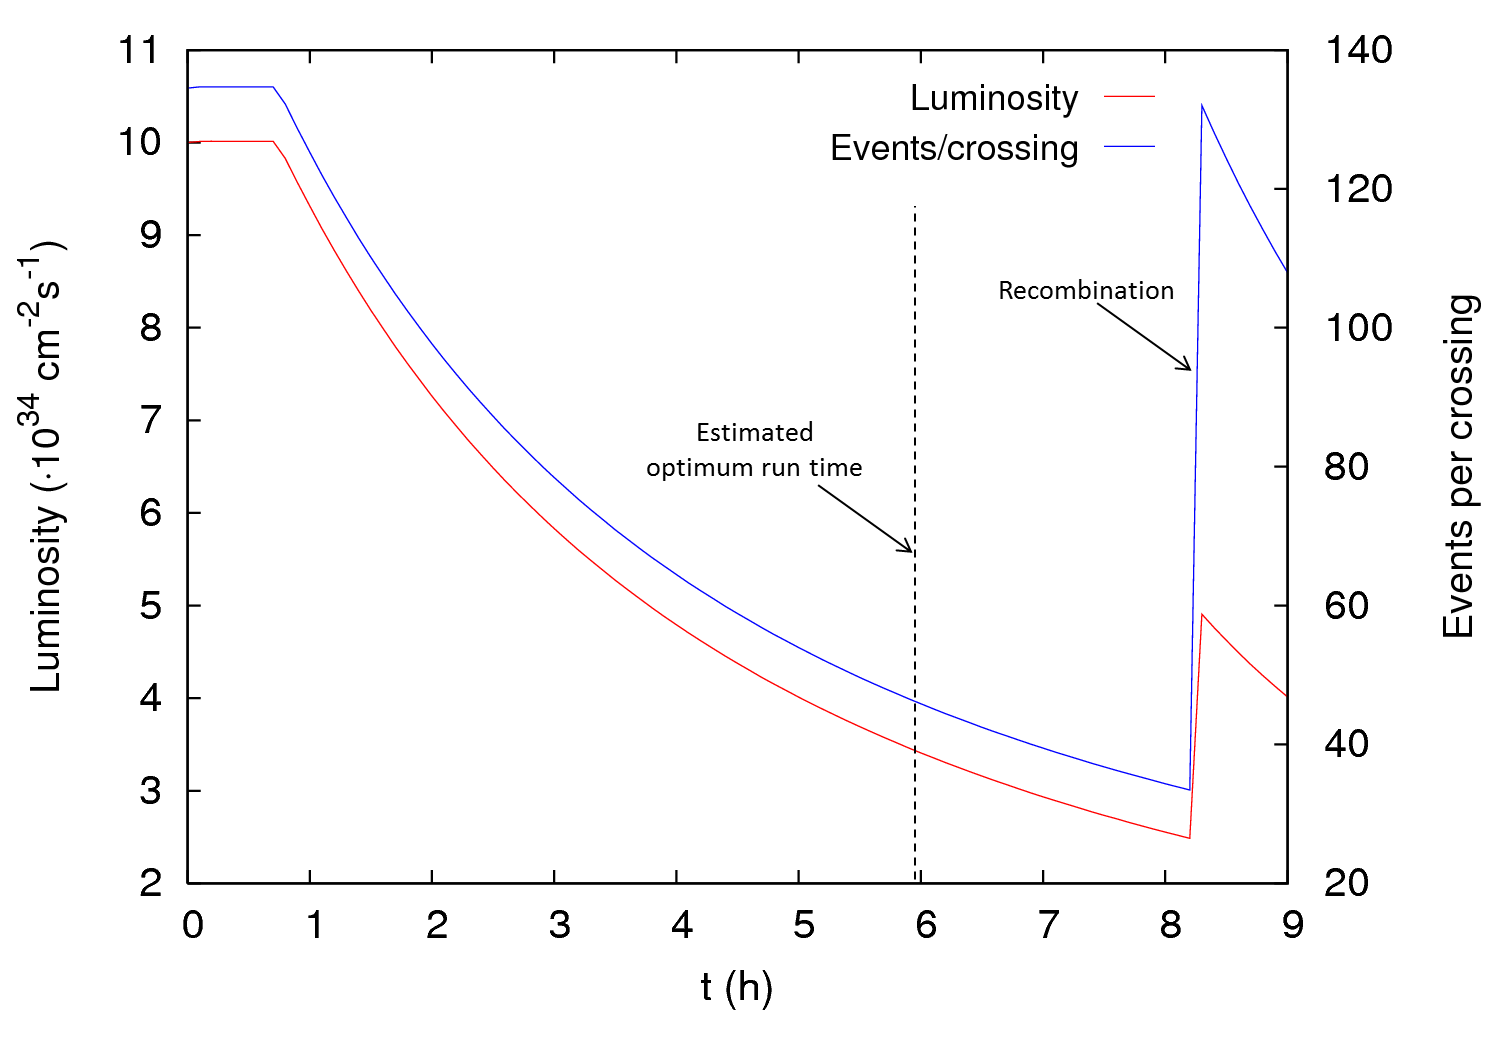 11
10
9
8
7
6
5
4
3
2
Luminosity (·10³⁴ cm⁻²s⁻¹)
Luminosity
Events/crossing
Recombination
Estimated
optimum run time
140
120
100
80
60
40
20
Events per crossing
0 1 2 3 4 5 6 7 8 9
t (h)